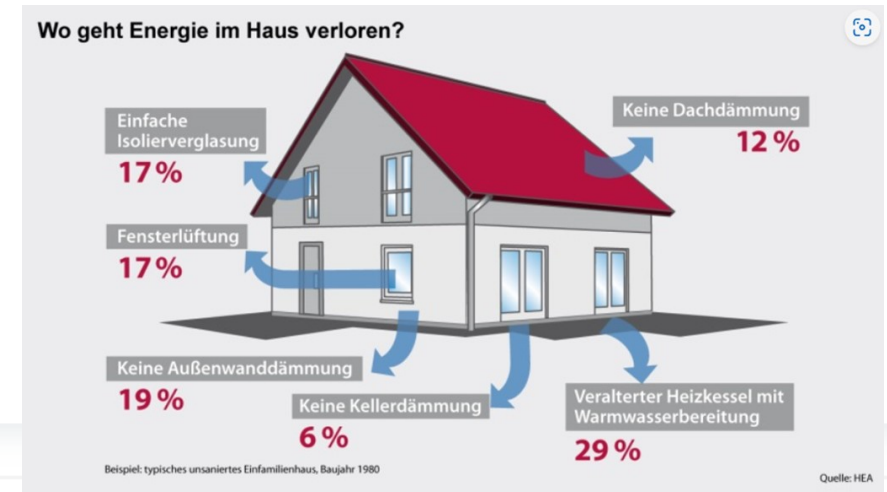 Wo geht Energie im Haus verloren?
Einfache
Isolierverglasung
17 %
Keine Dachdämmung
12 %
Fensterlüftung
17 %
Keine Außenwanddämmung
19 %
Keine Kellerdämmung
6 %
Veralterter Heizkessel mit
Warmwasserbereitung
29 %
Beispiel: typisches unsaniertes Einfamilienhaus, Baujahr 1980
Quelle: HEA